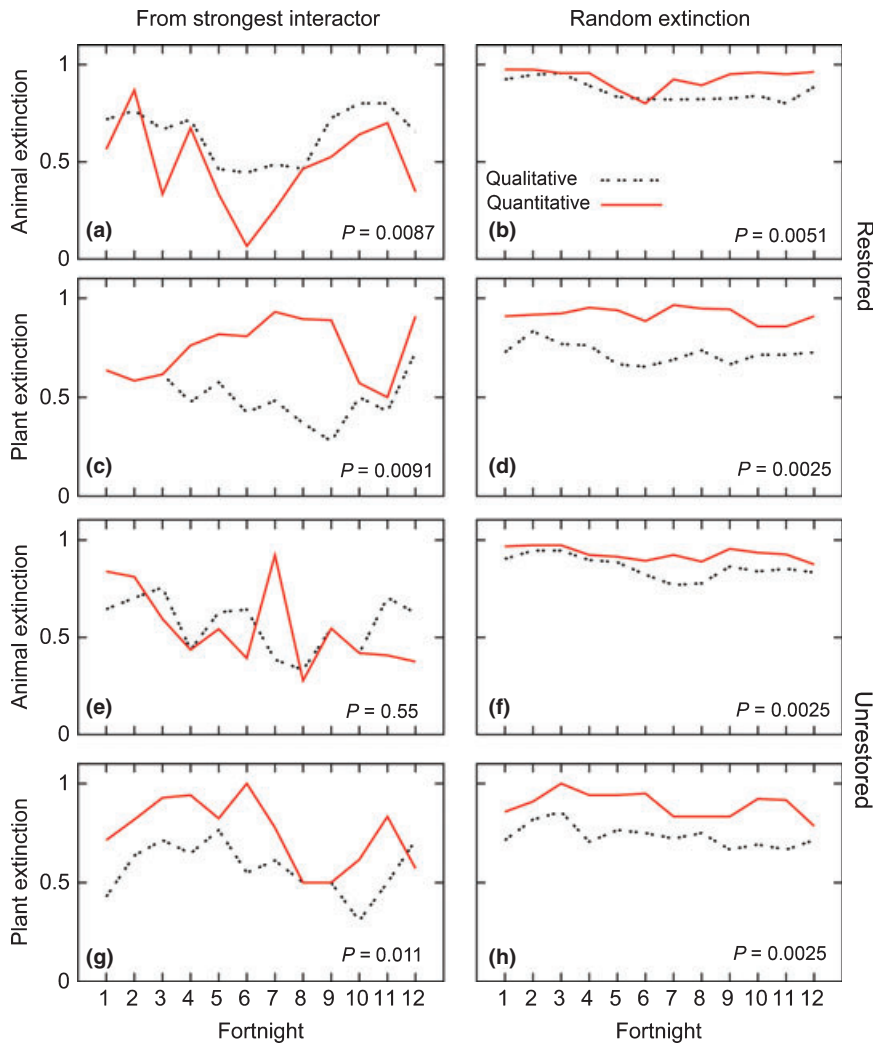 From strongest interactor
Random extinction
Animal extinction
1
0.5
0
(a)
P = 0.0087
Qualitative
Quantitative
(b)
P = 0.0051
Restored
Plant extinction
1
0.5
0
(c)
P = 0.0091
(d)
P = 0.0025
Animal extinction
1
0.5
0
(e)
P = 0.55
(f)
P = 0.0025
Unrestored
Plant extinction
1
0.5
0
(g)
P = 0.011
(h)
P = 0.0025
1 2 3 4 5 6 7 8 9 10 11 12
1 2 3 4 5 6 7 8 9 10 11 12
Fortnight
Fortnight